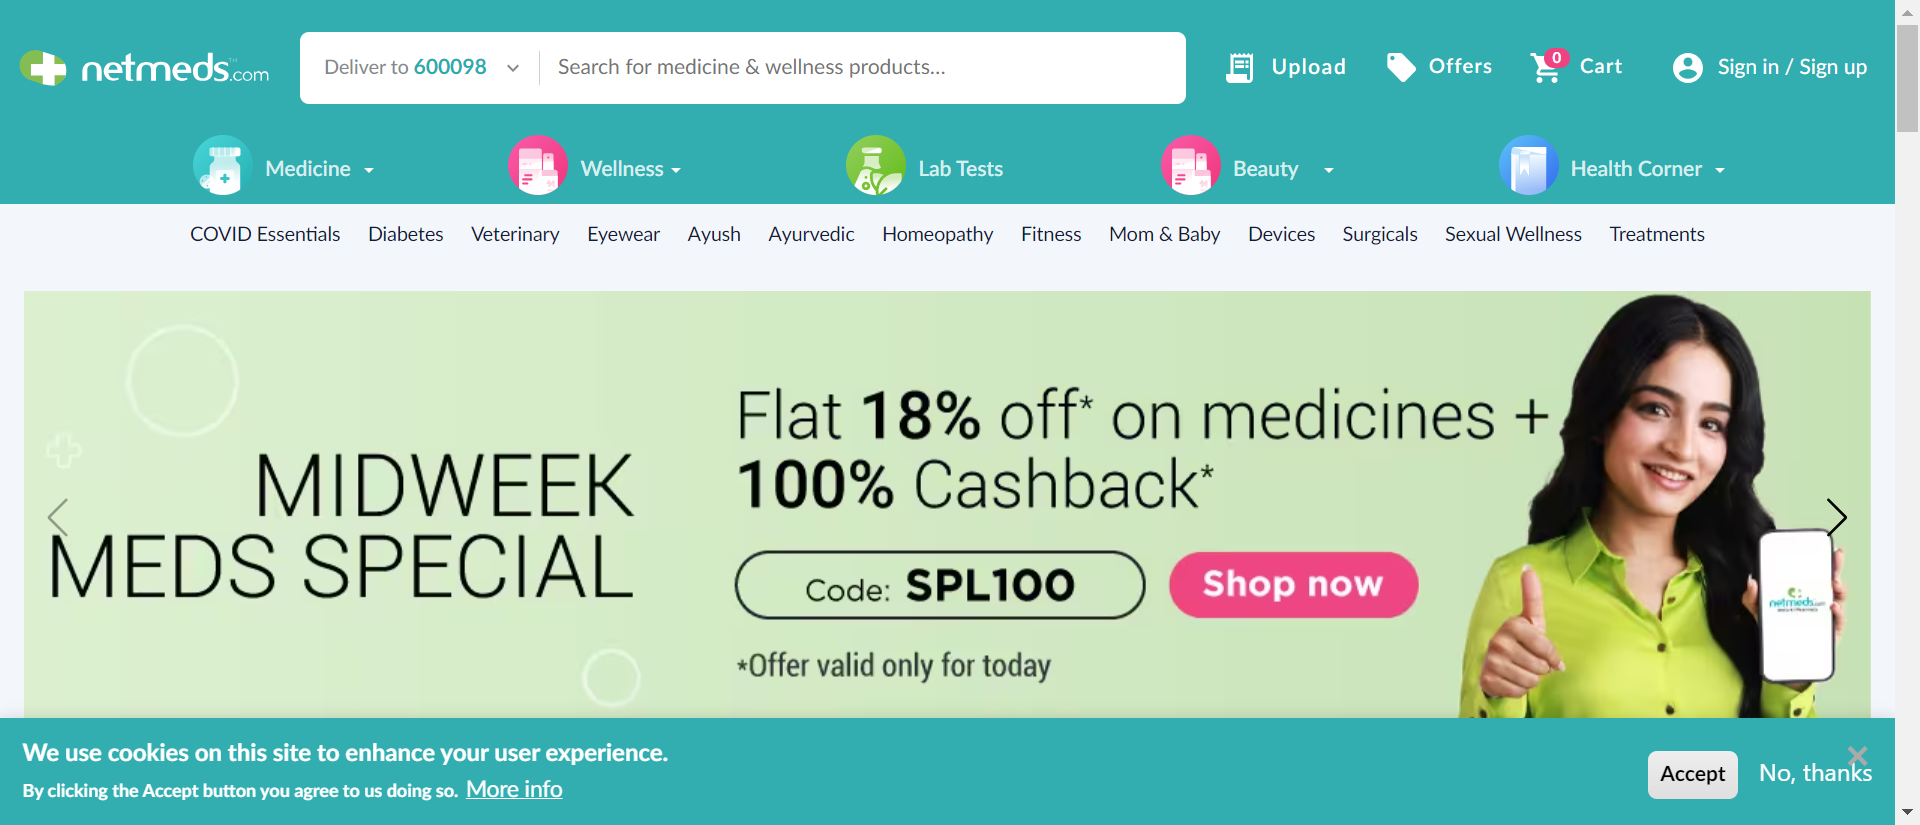 netmeds.com
Deliver to 600098
Search for medicine & wellness products...
Upload
Offers
0
Cart
Sign in / Sign up
Medicine
Wellness
Lab Tests
Beauty
Health Corner
COVID Essentials Diabetes Veterinary Eyewear Ayush Ayurvedic Homeopathy Fitness Mom & Baby Devices Surgicals Sexual Wellness Treatments
MIDWEEK
MEDS SPECIAL
Flat 18% off* on medicines +
100% Cashback*
Code: SPL100
Shop now
*Offer valid only for today
netmeds.com
We use cookies on this site to enhance your user experience.
By clicking the Accept button you agree to us doing so. More info
Accept
No, thanks